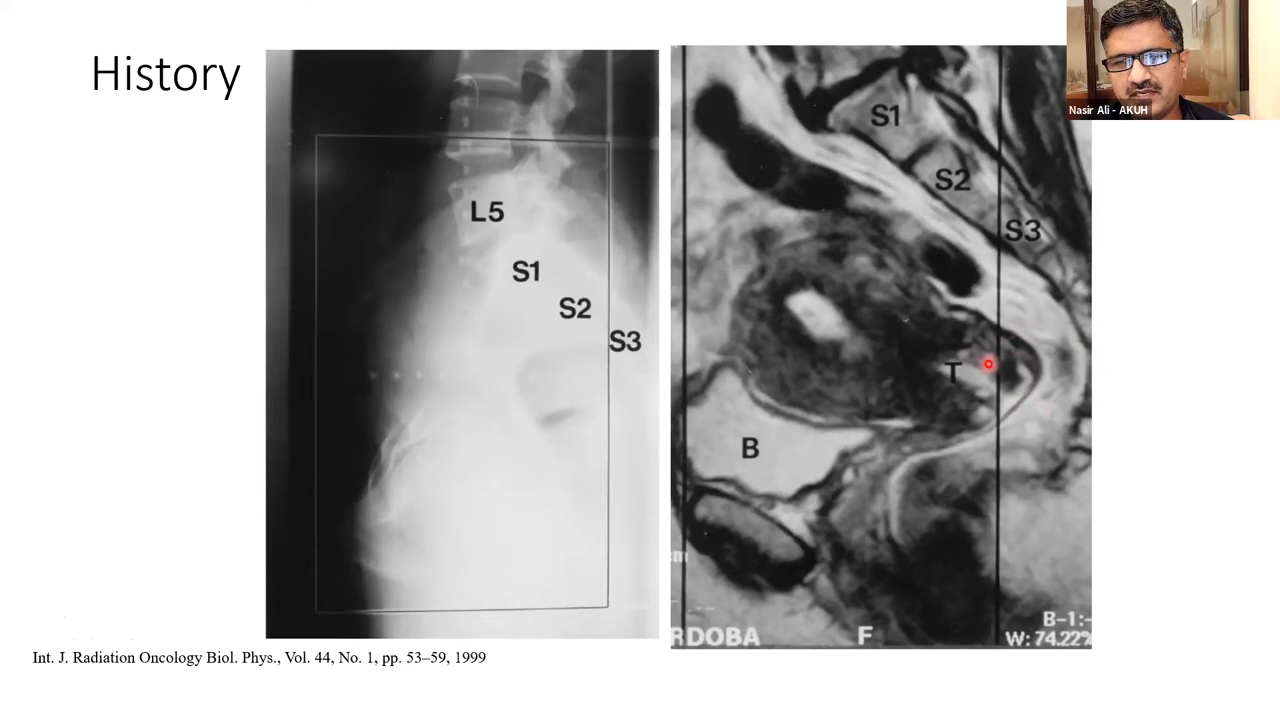 History
L5
S1
S2
S3
S1
S2
S3
T
B
RDOBA
F
B-1:-
W: 74.22%
Nasir Ali - AKUH
Int. J. Radiation Oncology Biol. Phys., Vol. 44, No. 1, pp. 53–59, 1999